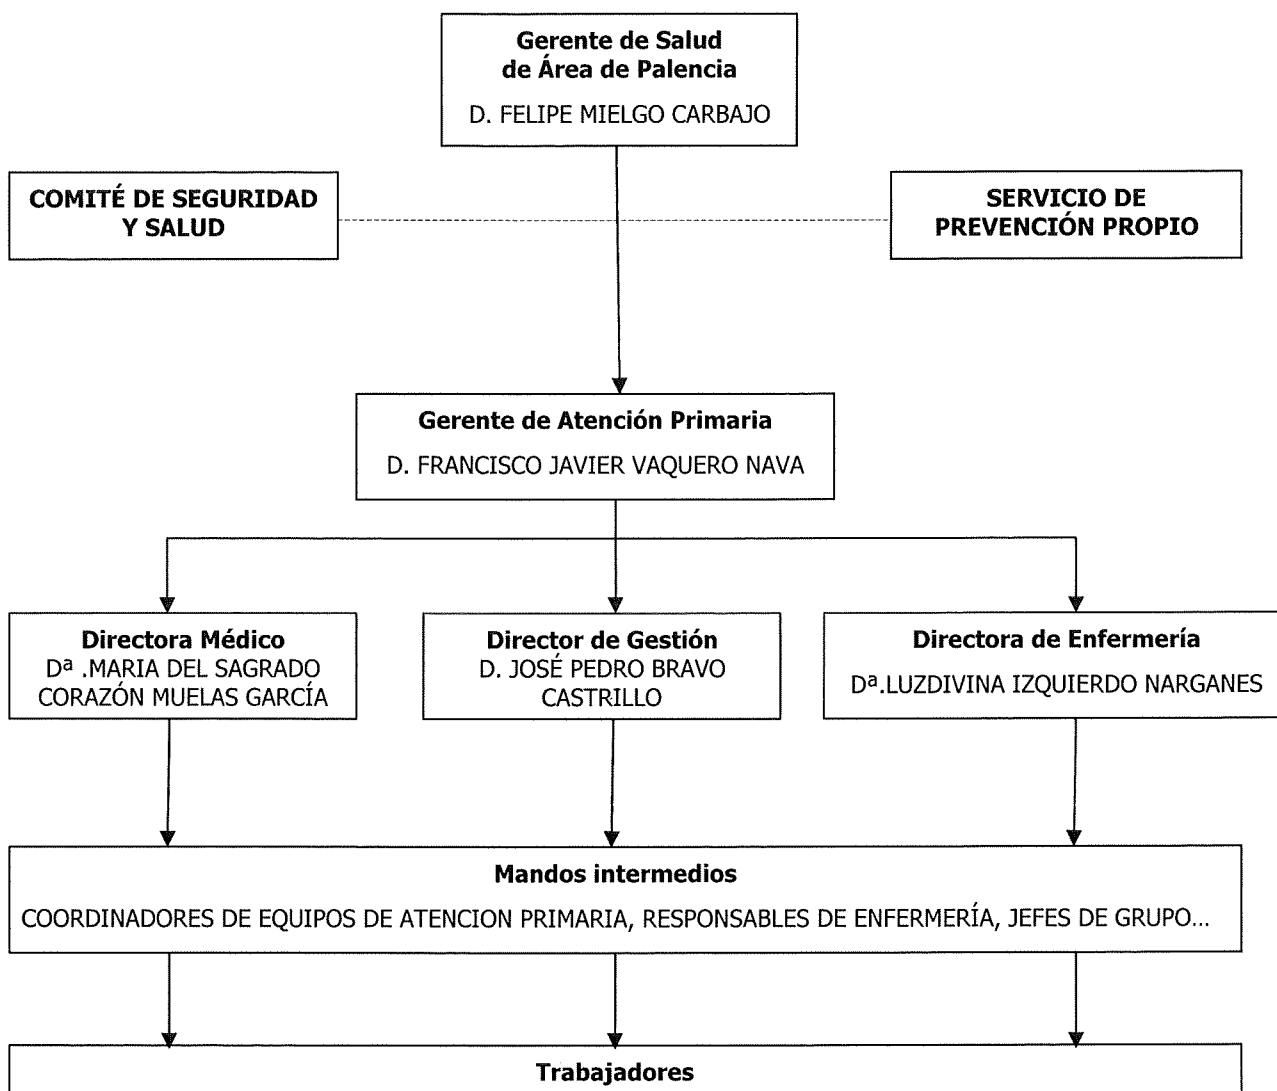 Gerente de Salud
de Área de Palencia
D. FELIPE MIELGO CARBAJO
COMITÉ DE SEGURIDAD
Y SALUD
SERVICIO DE
PREVENCIÓN PROPIO
Gerente de Atención Primaria
D. FRANCISCO JAVIER VAQUERO NAVA
Directora Médico
Dª .MARIA DEL SAGRADO
CORAZÓN MUELAS GARCÍA
Director de Gestión
D. JOSÉ PEDRO BRAVO
CASTRILLO
Directora de Enfermería
Dª.LUZDIVINA IZQUIERDO NARGANES
Mandos intermedios
COORDINADORES DE EQUIPOS DE ATENCION PRIMARIA, RESPONSABLES DE ENFERMERÍA, JEFES DE GRUPO...
Trabajadores